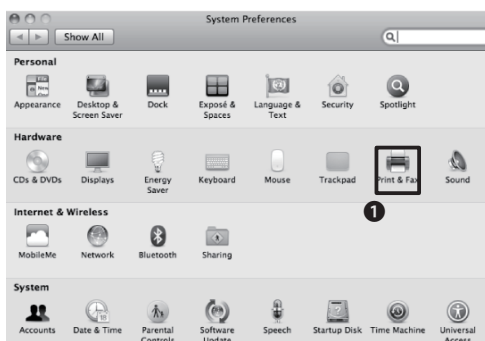 System Preferences
Show All
Personal
Appearance Desktop & Screen Saver Dock Exposé & Spaces Language & Text Security Spotlight
Hardware
CDs & DVDs Displays Energy Saver Keyboard Mouse Trackpad Print & Fax Sound
1
Internet & Wireless
MobileMe Network Bluetooth Sharing
System
Accounts Date & Time Parental Controls Software Update Speech Startup Disk Time Machine Universal Access